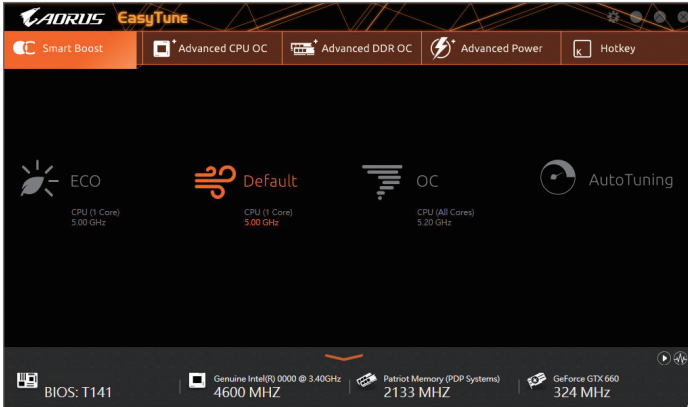 AORUS EasyTune
Smart Boost
Advanced CPU OC
Advanced DDR OC
Advanced Power
K
Hotkey
ECO
CPU (1 Core)
5.00 GHz
Default
CPU (1 Core)
5.00 GHz
OC
CPU (All Cores)
5.20 GHz
AutoTuning
BIOS: T141
Genuine Intel(R) 0000 @ 3.40GHz
4600 MHZ
Patriot Memory (PDP Systems)
2133 MHZ
GeForce GTX 660
324 MHz